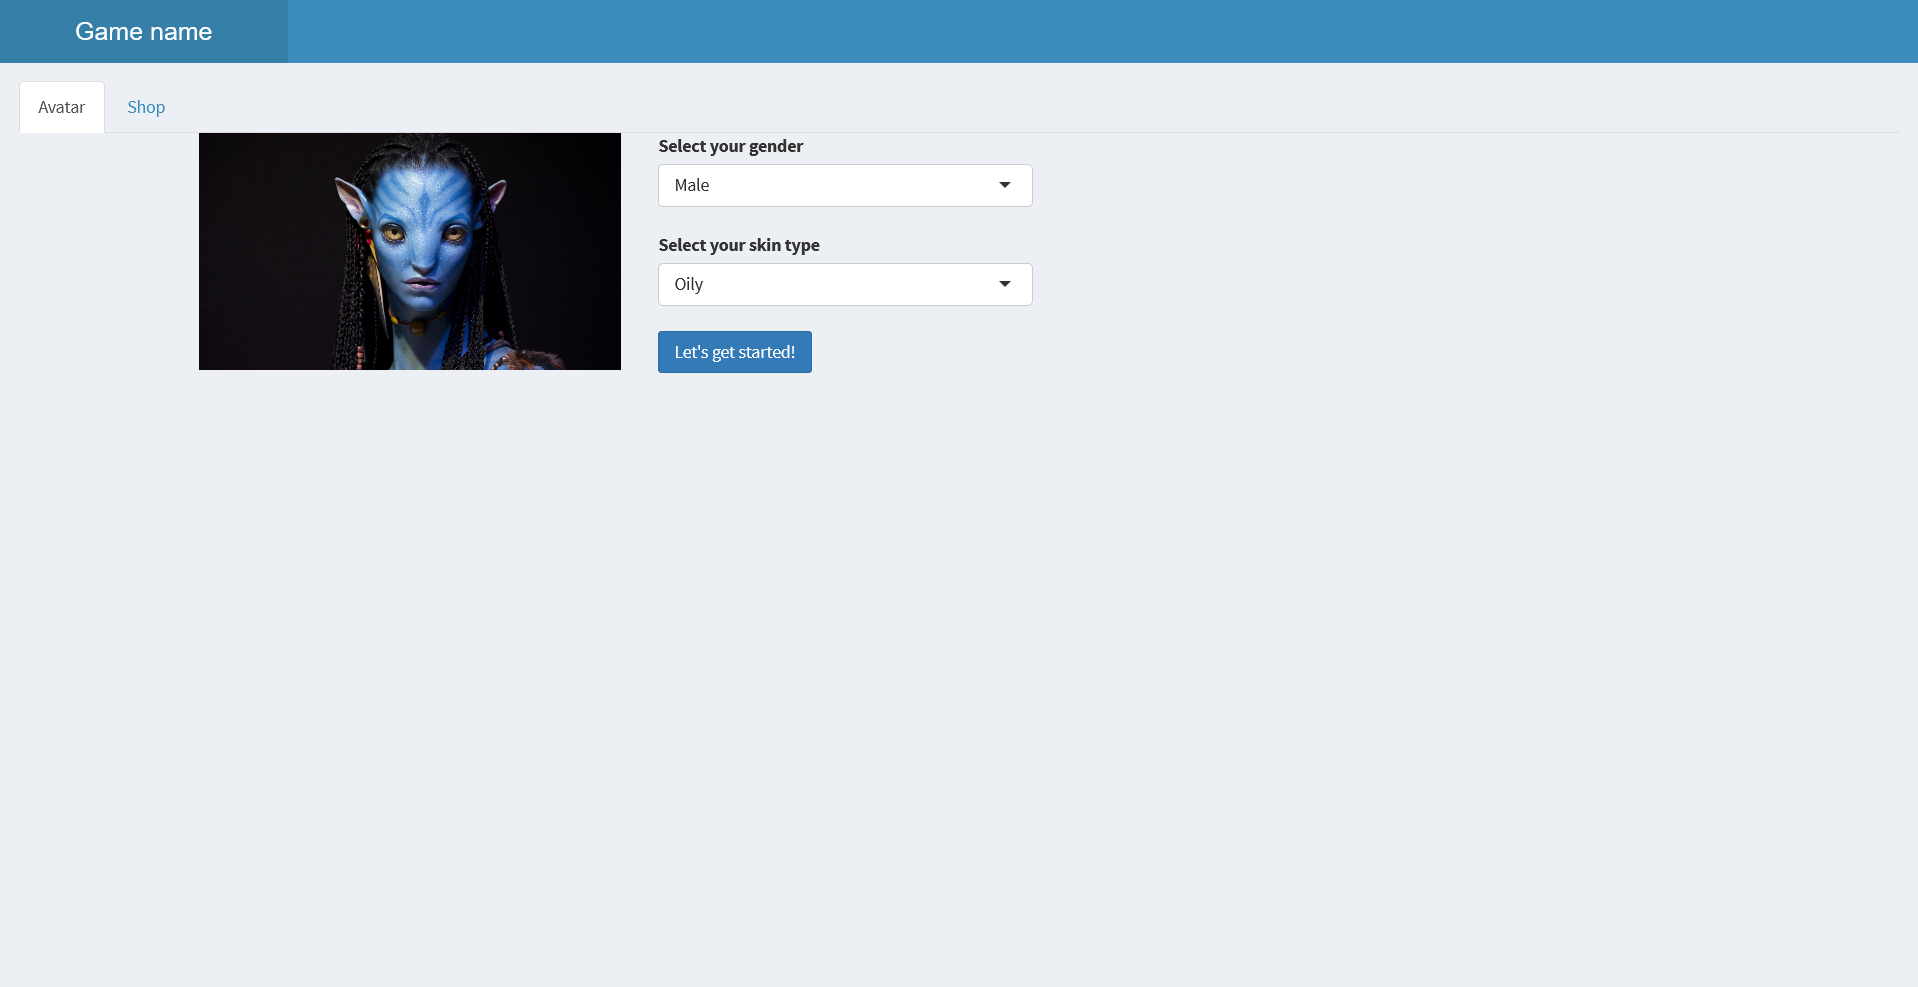 Game name
Avatar
Shop
Select your gender
Male
Select your skin type
Oily
Let's get started!